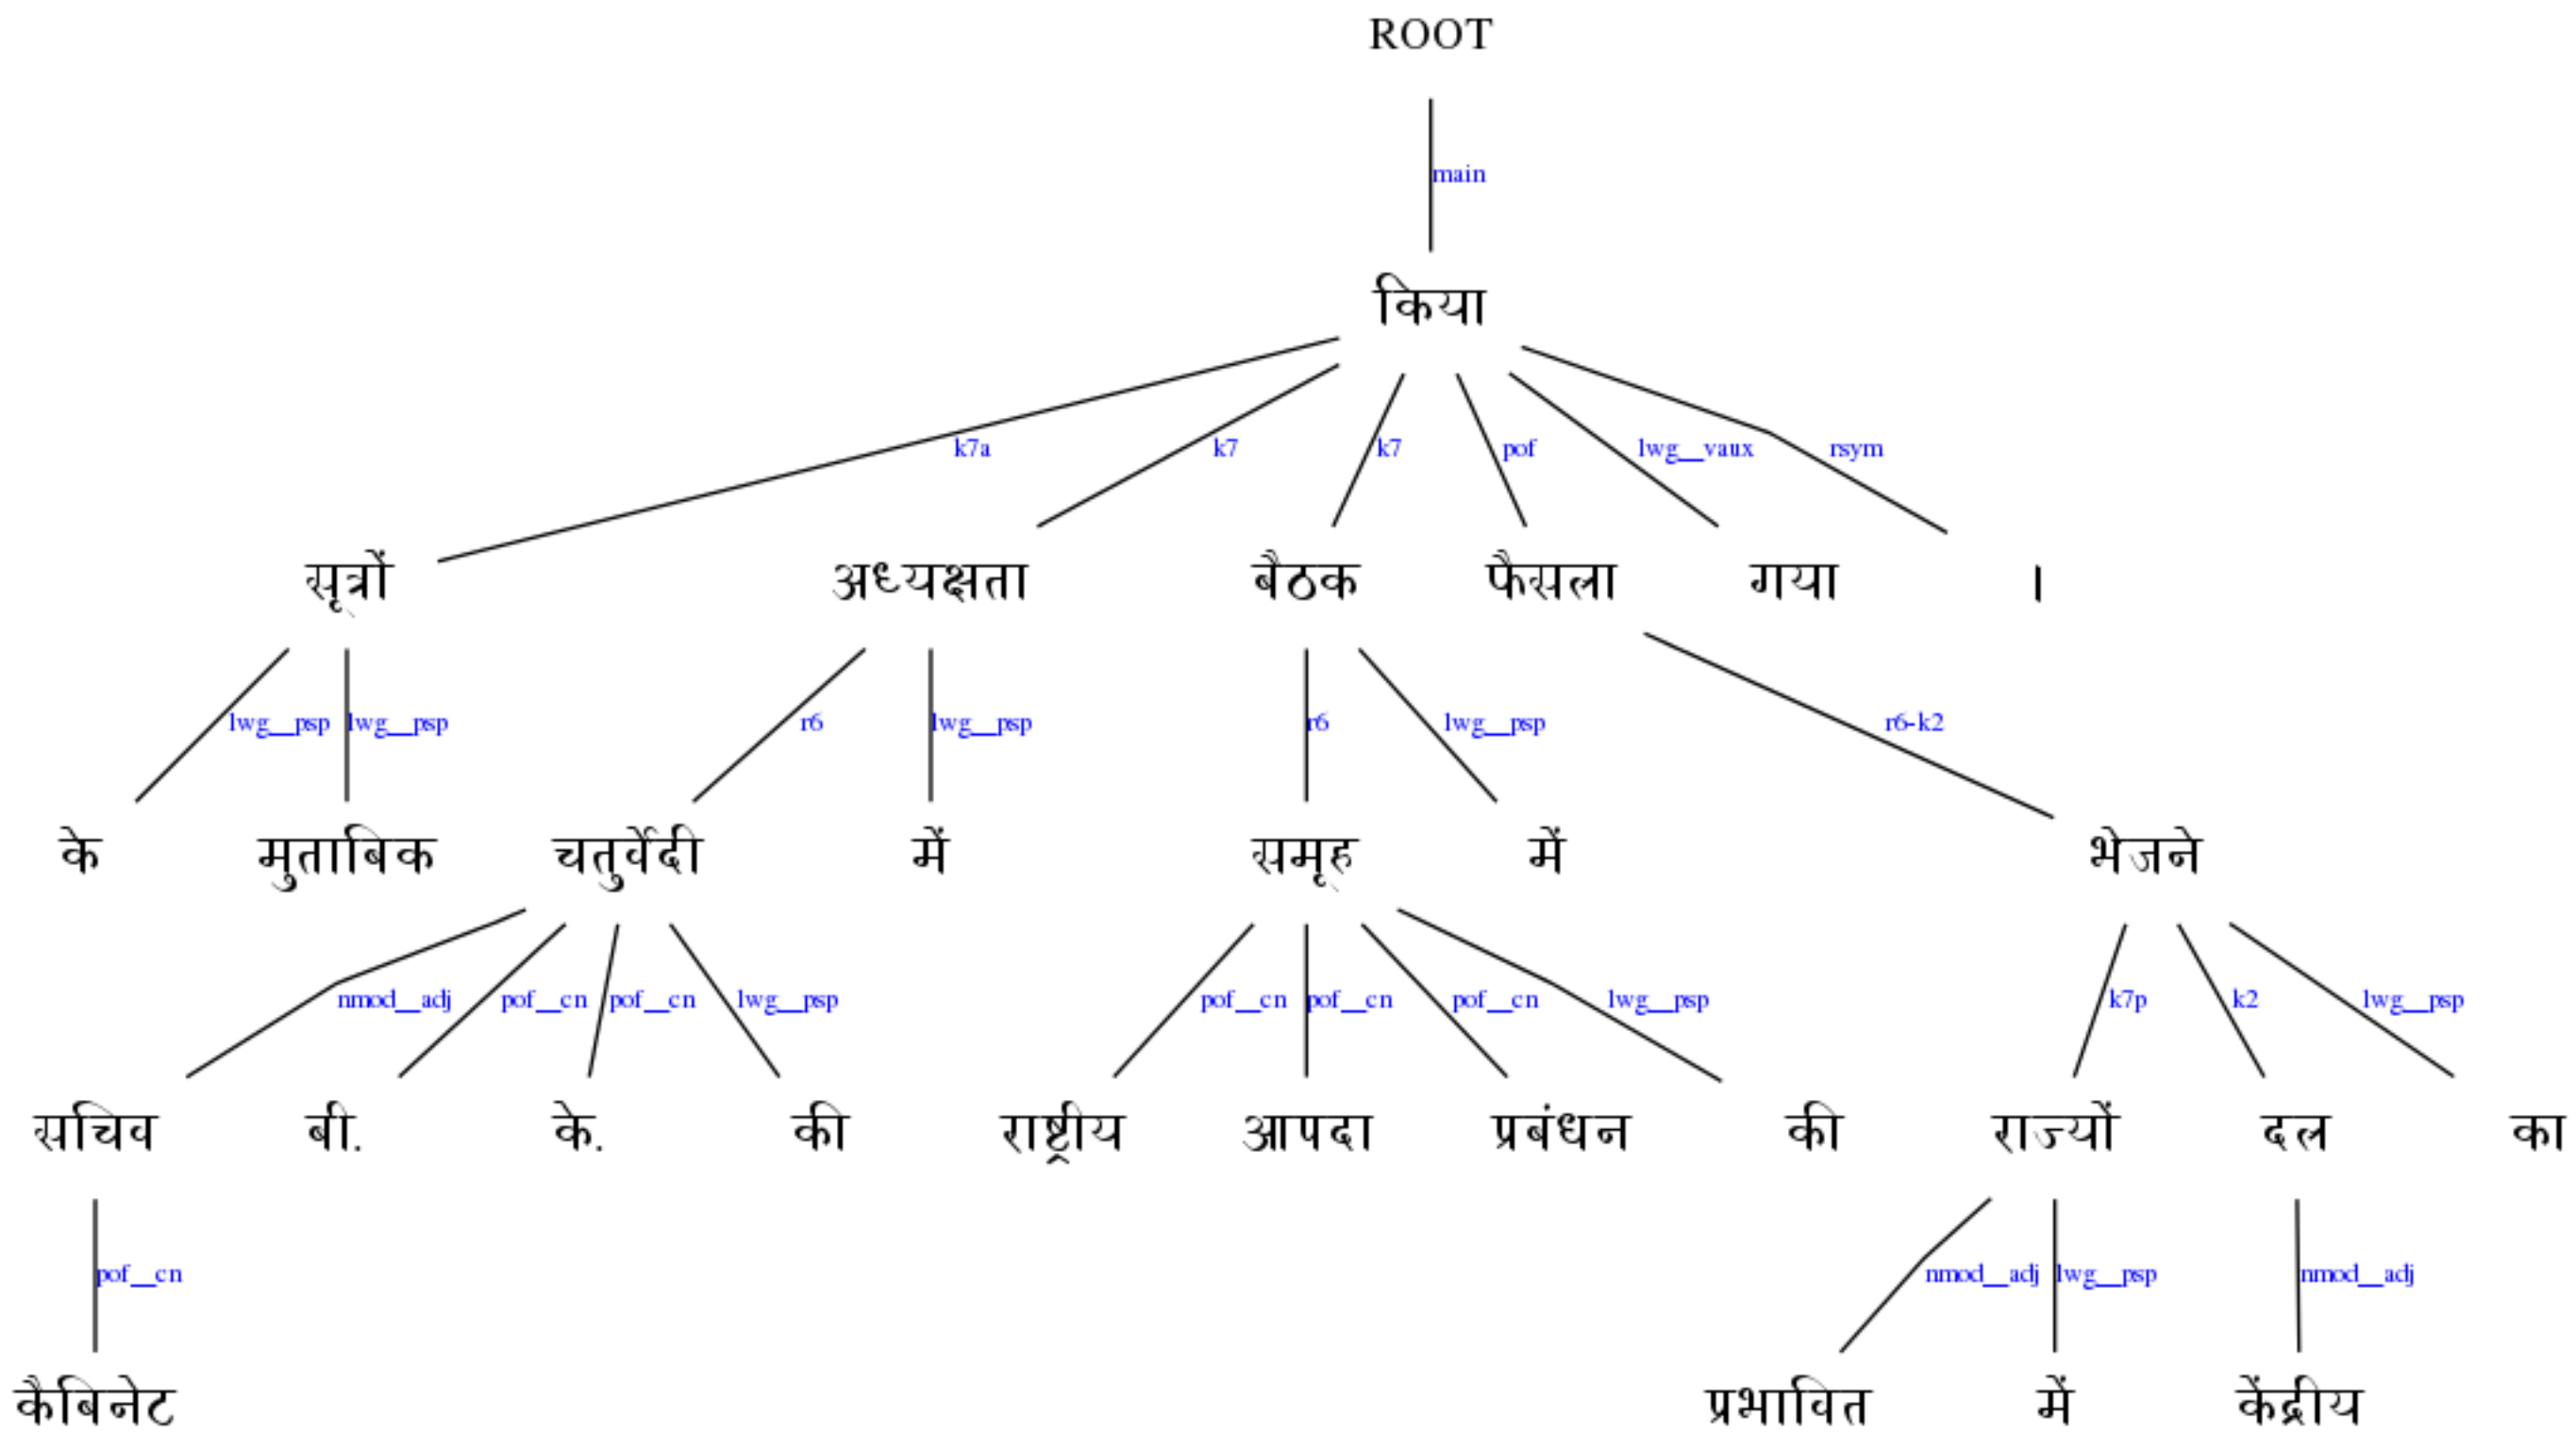 ROOT
main
किया
k7a k7 k7 pof lwg__vaux rsym
सूत्रों अध्यक्षता बैठक फैसला गया ।
lwg__psp lwg__psp r6 lwg__psp r6 lwg__psp r6-k2
के मुताबिक चतुर्वेदी में समूह में भेजने
nmod__adj pof__cn pof__cn lwg__psp pof__cn pof__cn pof__cn lwg__psp k7p k2 lwg__psp
सचिव बी. के. की राष्ट्रीय आपदा प्रबंधन की राज्यों दल का
pof__cn nmod__adj lwg__psp nmod__adj
कैबिनेट प्रभावित में केंद्रीय